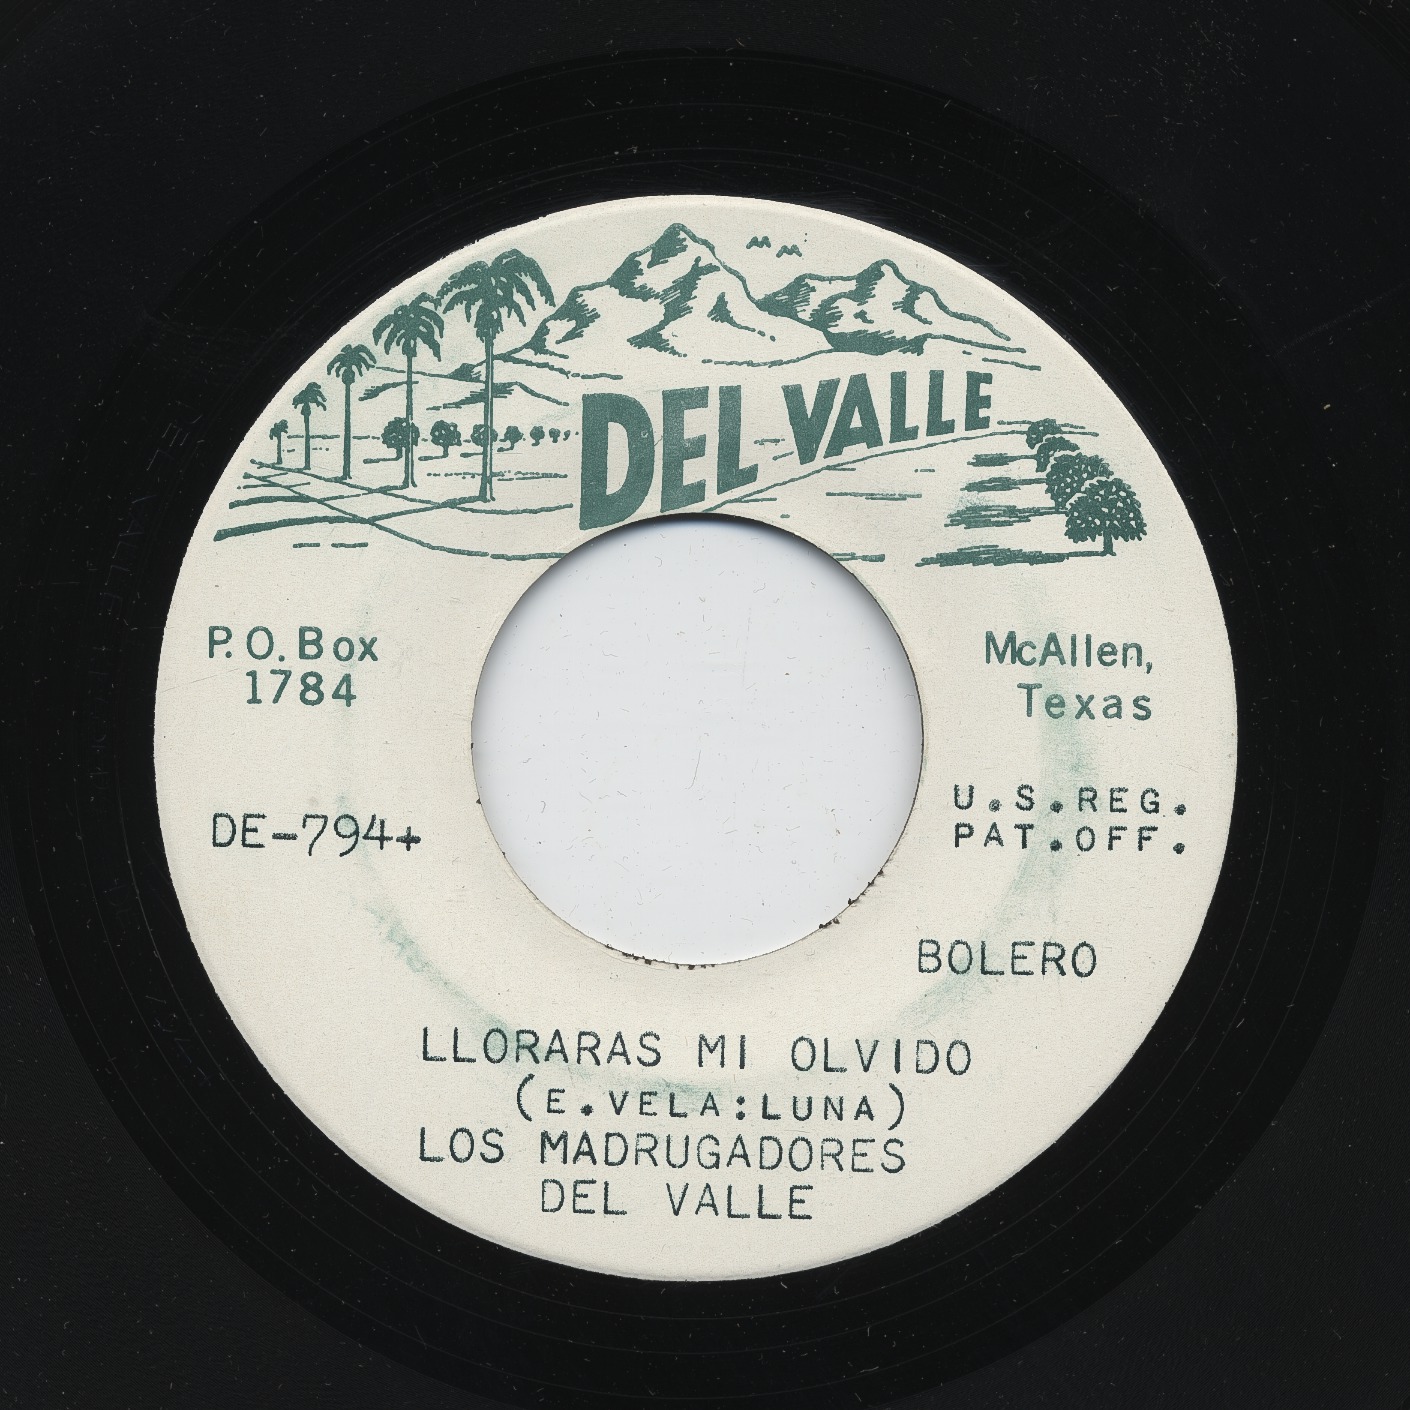 DEL VALLE
P.O. Box
1784
McAllen,
Texas
DE-794+
U.S.REG.
PAT.OFF.
BOLERO
LLORARAS MI OLVIDO
(E.VELA:LUNA)
LOS MADRUGADORES
DEL VALLE